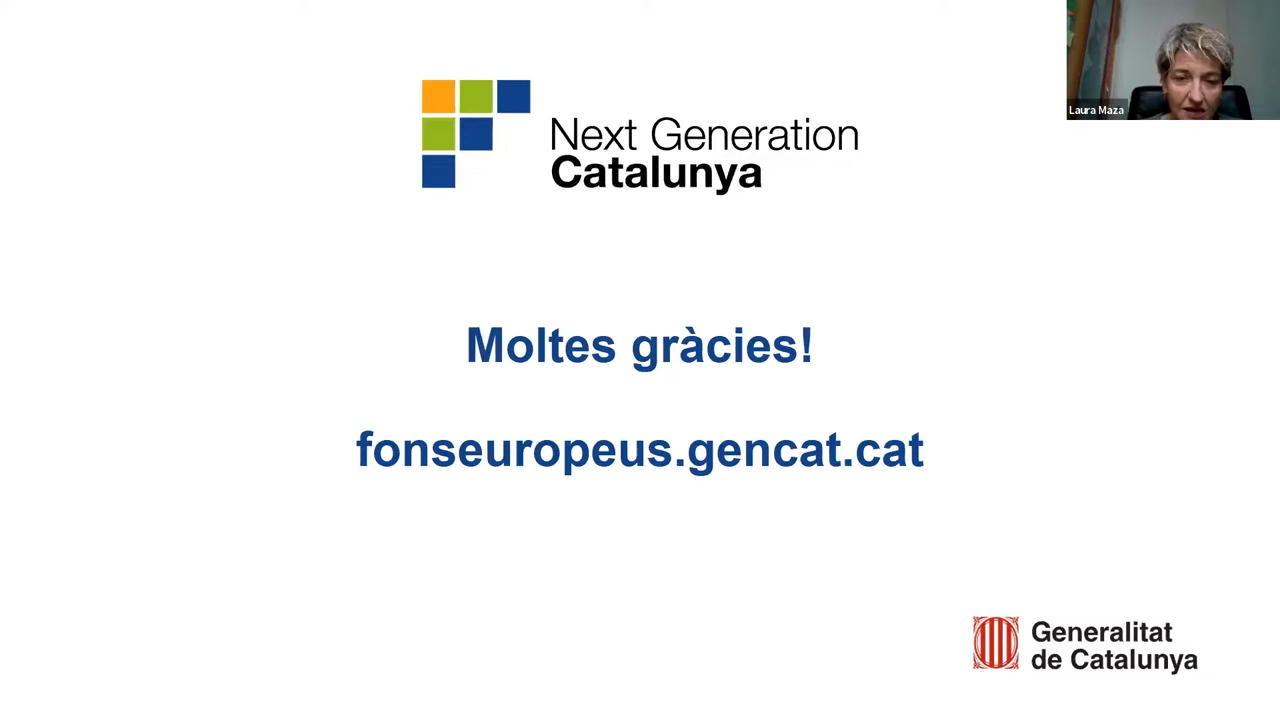 Laura Maza
Next Generation
Catalunya
Moltes gràcies!
fonseuropeus.gencat.cat
Generalitat
de Catalunya